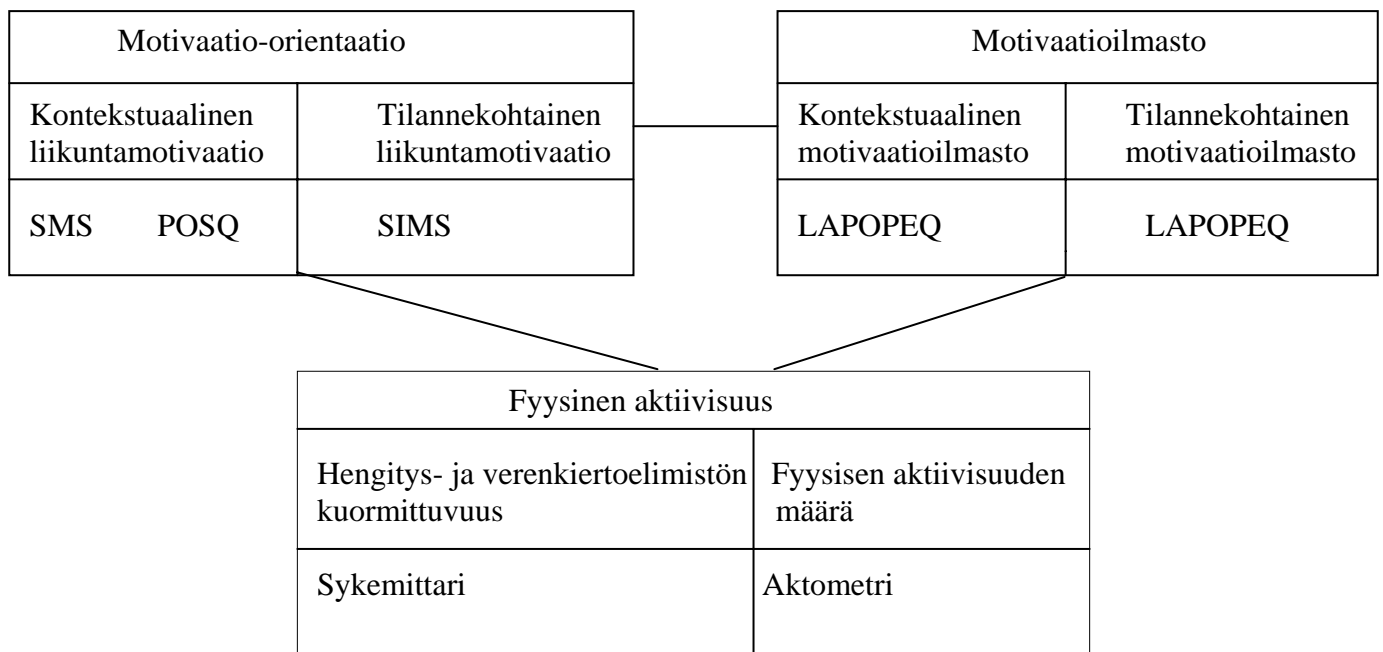 Motivaatio-orientaatio
Kontekstuaalinen
liikuntamotivaatio
Tilannekohtainen
liikuntamotivaatio
SMS POSQ
SIMS
Motivaatioilmasto
Kontekstuaalinen
motivaatioilmasto
Tilannekohtainen
motivaatioilmasto
LAPOPEQ
LAPOPEQ
Fyysinen aktiivisuus
Hengitys- ja verenkiertoelimistön
kuormittuvuus
Fyysisen aktiivisuuden
määrä
Sykemittari
Aktometri